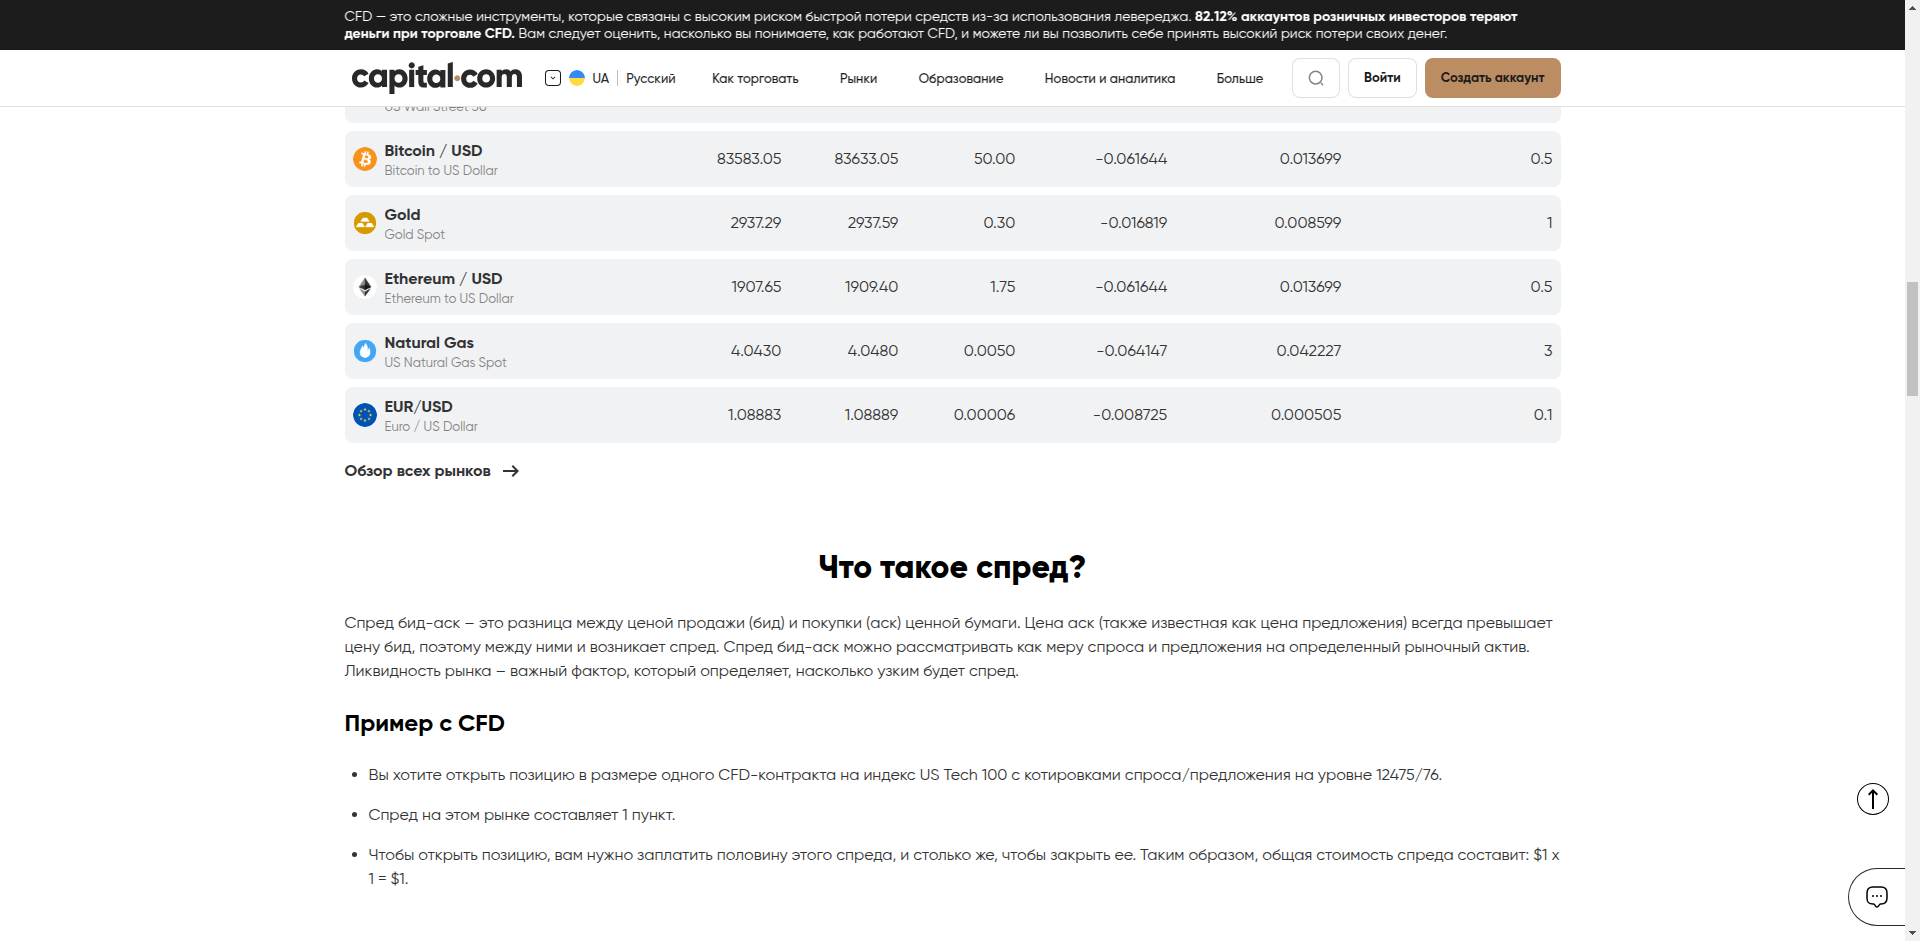 CFD — это сложные инструменты, которые связаны с высоким риском быстрой потери средств из-за использования левереджа. 82.12% аккаунтов розничных инвесторов теряют
деньги при торговле CFD. Вам следует оценить, насколько вы понимаете, как работают CFD, и можете ли вы позволить себе принять высокий риск потери своих денег.
capital.com UA Русский Как торговать Рынки Образование Новости и аналитика Больше Войти Создать аккаунт
US Wall Street 30
Bitcoin / USD 83583.05 83633.05 50.00 -0.061644 0.013699 0.5
Bitcoin to US Dollar
Gold 2937.29 2937.59 0.30 -0.016819 0.008599 1
Gold Spot
Ethereum / USD 1907.65 1909.40 1.75 -0.061644 0.013699 0.5
Ethereum to US Dollar
Natural Gas 4.0430 4.0480 0.0050 -0.064147 0.042227 3
US Natural Gas Spot
EUR/USD 1.08883 1.08889 0.00006 -0.008725 0.000505 0.1
Euro / US Dollar
Обзор всех рынков
Что такое спред?
Спред бид-аск – это разница между ценой продажи (бид) и покупки (аск) ценной бумаги. Цена аск (также известная как цена предложения) всегда превышает
цену бид, поэтому между ними и возникает спред. Спред бид-аск можно рассматривать как меру спроса и предложения на определенный рыночный актив.
Ликвидность рынка – важный фактор, который определяет, насколько узким будет спред.
Пример с CFD
Вы хотите открыть позицию в размере одного CFD-контракта на индекс US Tech 100 с котировками спроса/предложения на уровне 12475/76.
Спред на этом рынке составляет 1 пункт.
Чтобы открыть позицию, вам нужно заплатить половину этого спреда, и столько же, чтобы закрыть ее. Таким образом, общая стоимость спреда составит: $1 x
1 = $1.